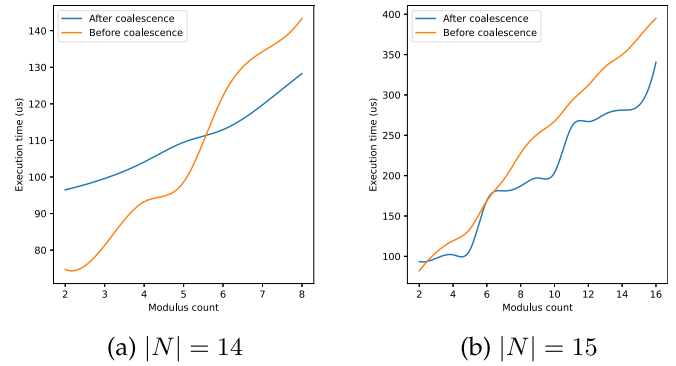 After coalescence
Before coalescence
140
130
120
110
100
90
80
Execution time (us)
2 3 4 5 6 7 8
Modulus count
(a) |N| = 14
After coalescence
Before coalescence
400
350
300
250
200
150
100
Execution time (us)
2 4 6 8 10 12 14 16
Modulus count
(b) |N| = 15